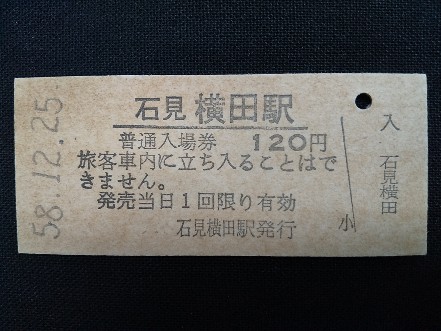 石見 横田駅
普通入場券 120円
旅客車内に立ち入ることはで
きません。
発売当日1回限り有効
石見横田駅発行
58.12.25
小
入
石見横田